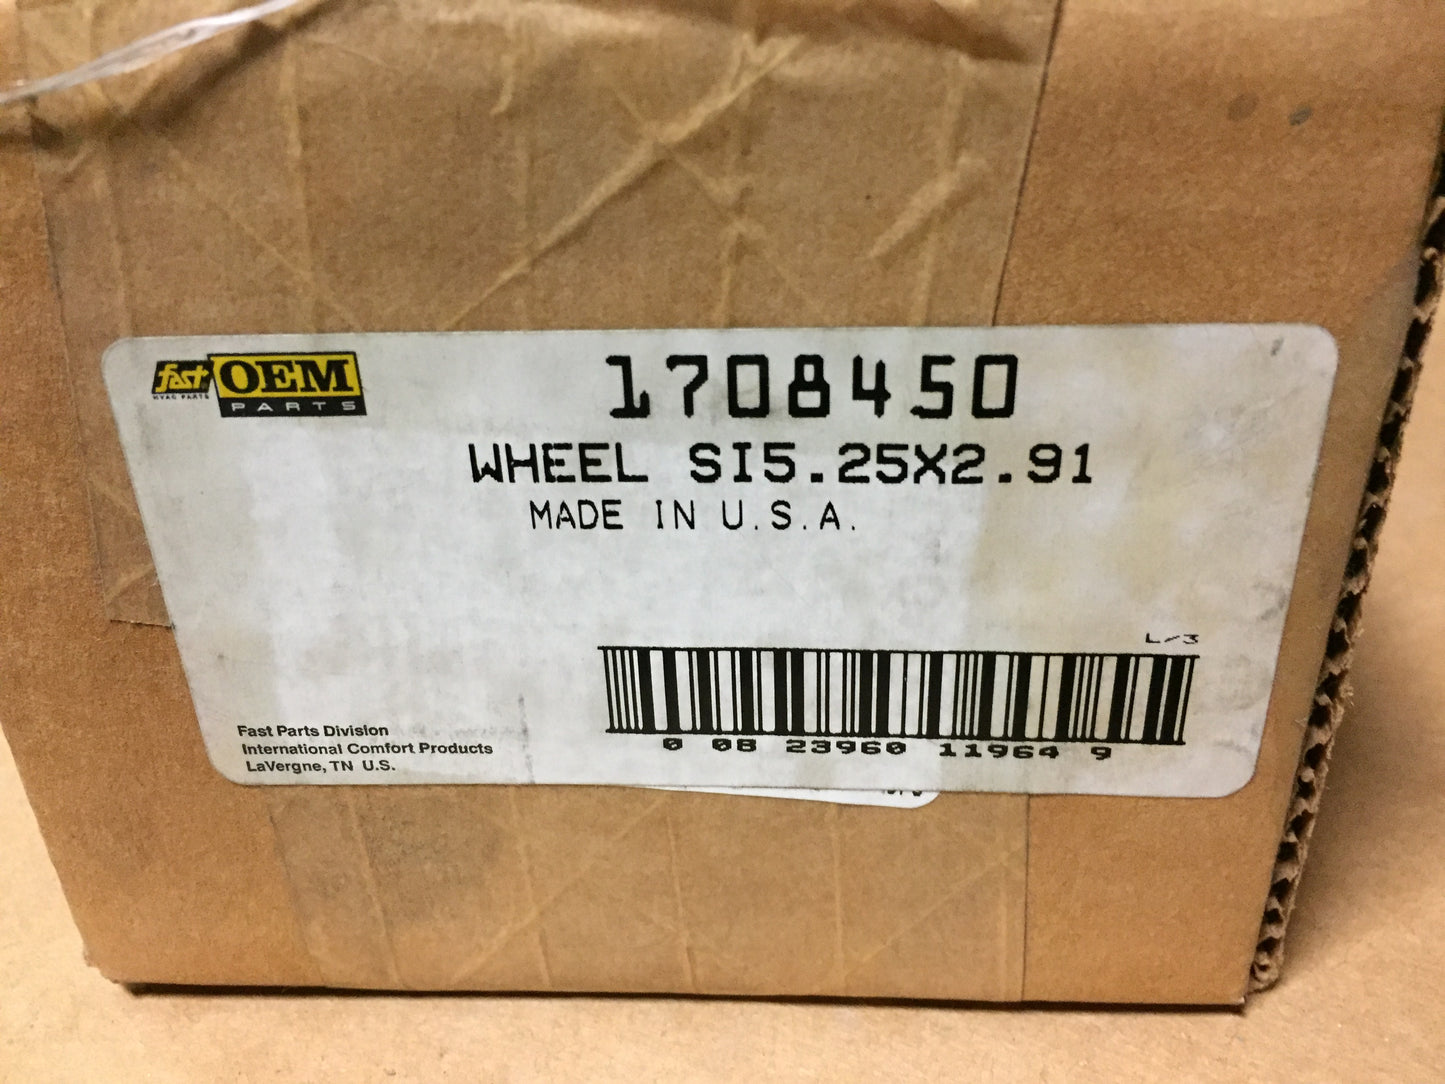 fast OEM
HVAC PARTS
PARTS
1708450
WHEEL SI5.25X2.91
MADE IN U.S.A.
L/3
0 08 23960 11964 9
Fast Parts Division
International Comfort Products
LaVergne, TN U.S.